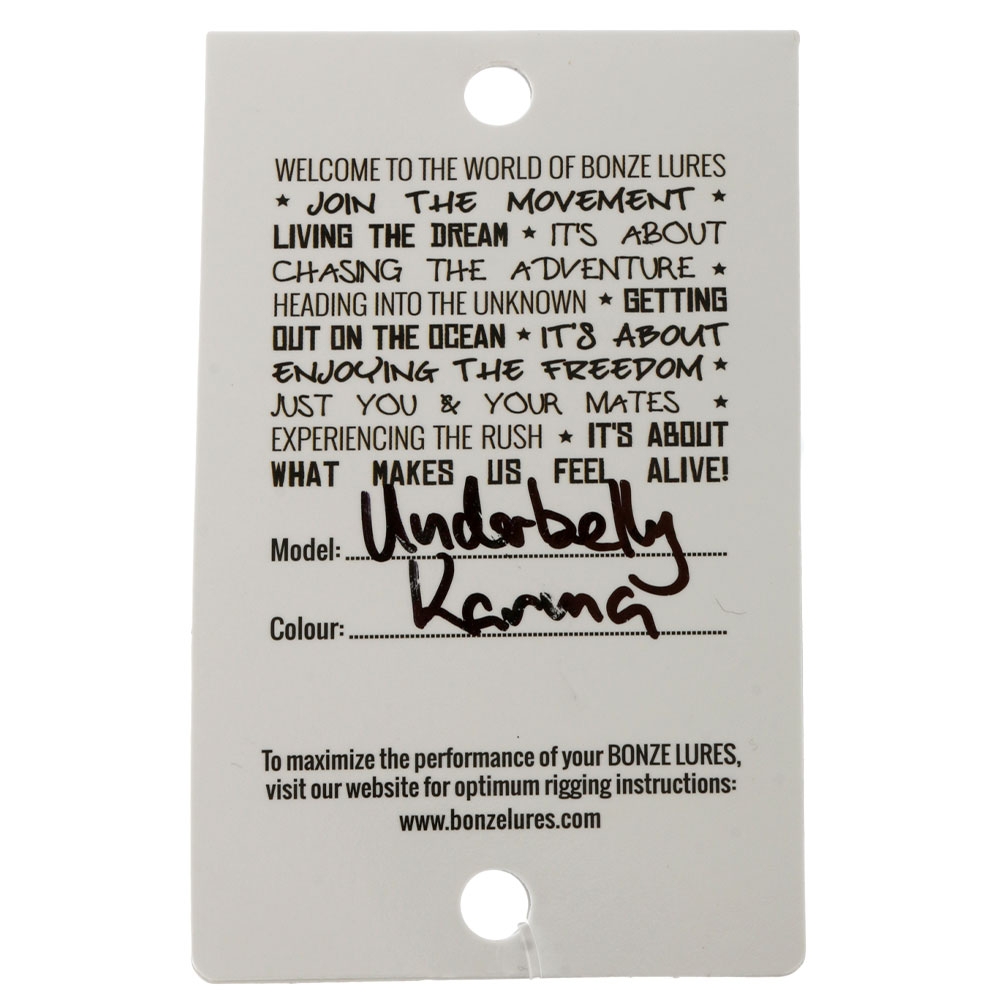 WELCOME TO THE WORLD OF BONZE LURES
★ JOIN THE MOVEMENT ★
LIVING THE DREAM ★ IT'S ABOUT
CHASING THE ADVENTURE ★
HEADING INTO THE UNKNOWN ★ GETTING
OUT ON THE OCEAN ★ IT'S ABOUT
ENJOYING THE FREEDOM ★
JUST YOU & YOUR MATES ★
EXPERIENCING THE RUSH ★ IT'S ABOUT
WHAT MAKES US FEEL ALIVE!
Model: Underbelly
Colour: Karma
To maximize the performance of your BONZE LURES,
visit our website for optimum rigging instructions:
www.bonzelures.com